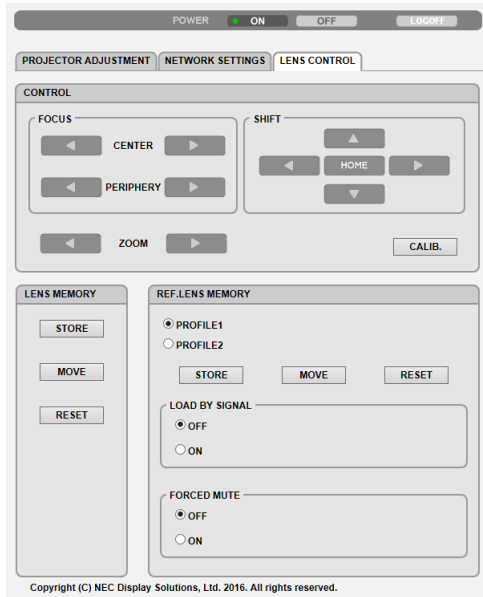 POWER ON OFF LOGOFF
PROJECTOR ADJUSTMENT NETWORK SETTINGS LENS CONTROL
CONTROL
FOCUS
CENTER
PERIPHERY
ZOOM
SHIFT
HOME
CALIB.
LENS MEMORY
STORE
MOVE
RESET
REF.LENS MEMORY
PROFILE1
PROFILE2
STORE MOVE RESET
LOAD BY SIGNAL
OFF
ON
FORCED MUTE
OFF
ON
Copyright (C) NEC Display Solutions, Ltd. 2016. All rights reserved.